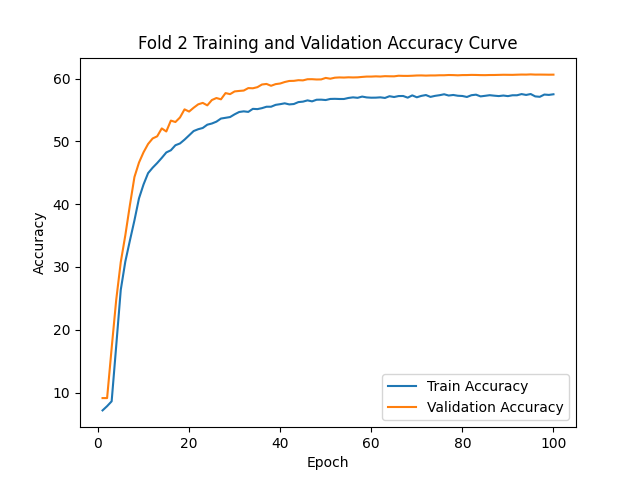 Fold 2 Training and Validation Accuracy Curve
60
50
40
30
20
10
Accuracy
0
20
40
60
80
100
Epoch
Train Accuracy
Validation Accuracy